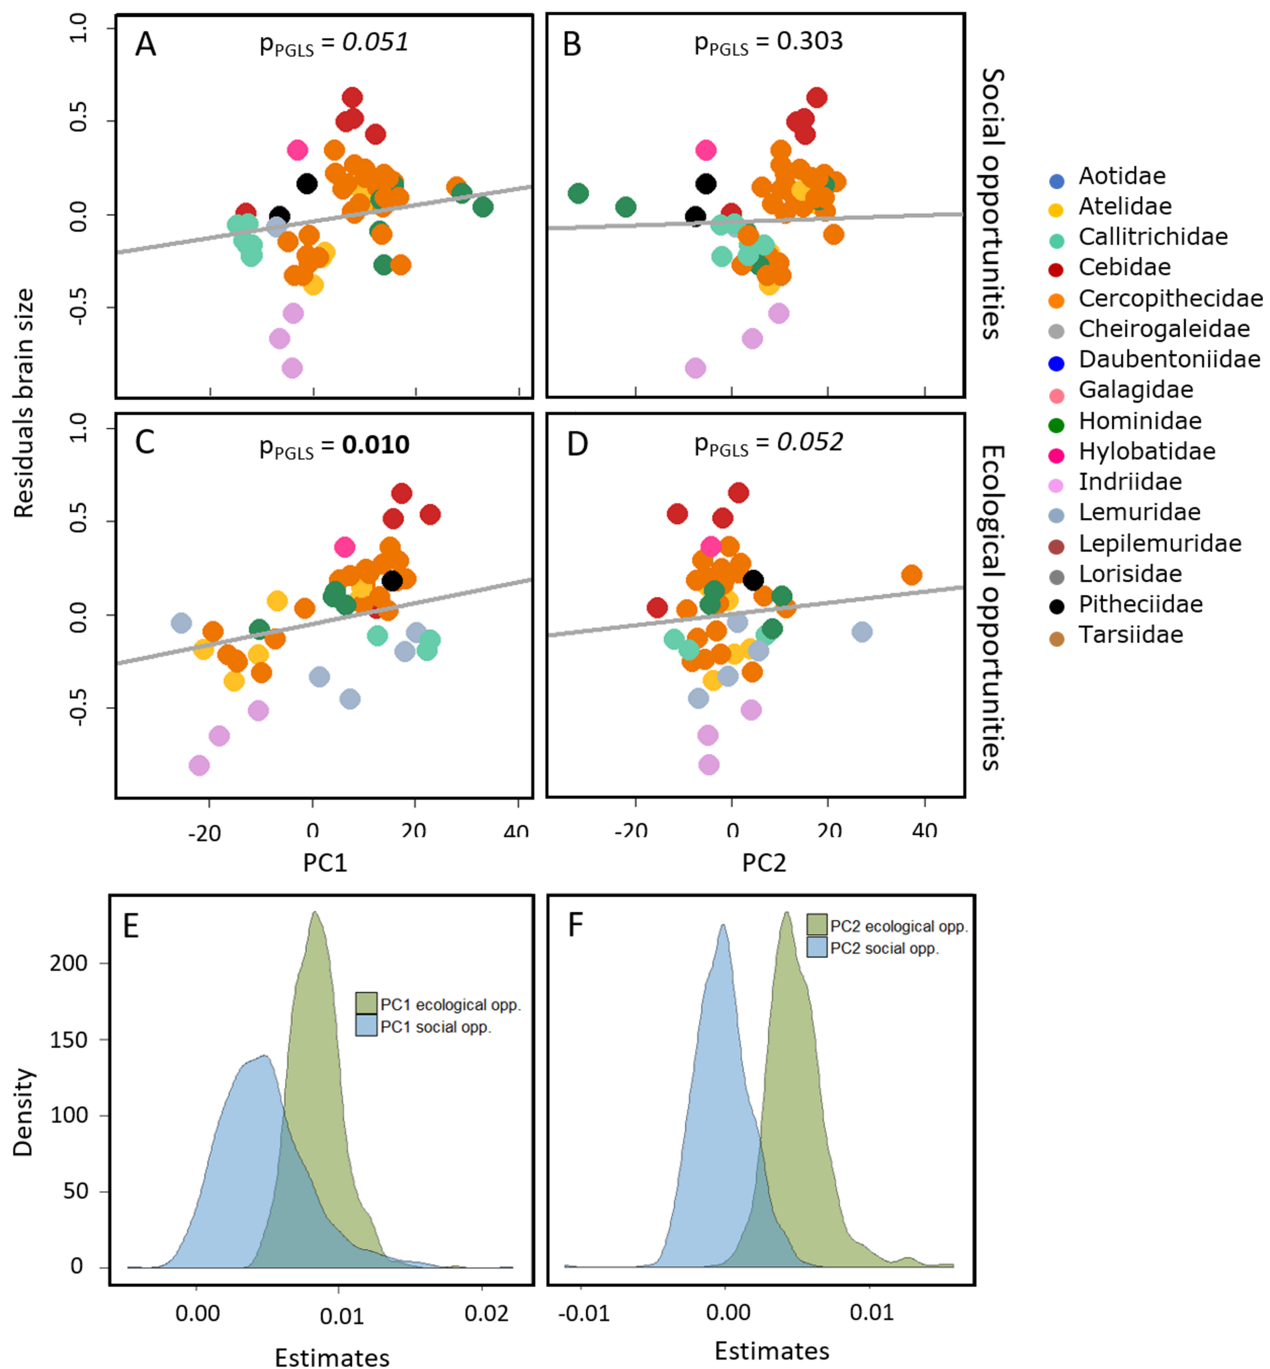 A
pPGLS = 0.051
B
pPGLS = 0.303
Social opportunities
1.0
0.5
0.0
-0.5
Residuals brain size
C
pPGLS = 0.010
D
pPGLS = 0.052
Ecological opportunities
1.0
0.5
0.0
-0.5
-20
0
20
40
PC1
-20
0
20
40
PC2
Aotidae
Atelidae
Callitrichidae
Cebidae
Cercopithecidae
Cheirogaleidae
Daubentoniidae
Galagidae
Hominidae
Hylobatidae
Indriidae
Lemuridae
Lepilemuridae
Lorisidae
Pitheciidae
Tarsiidae
E
PC1 ecological opp.
PC1 social opp.
200
150
100
50
0
Density
0.00
0.01
0.02
Estimates
F
PC2 ecological opp.
PC2 social opp.
-0.01
0.00
0.01
Estimates